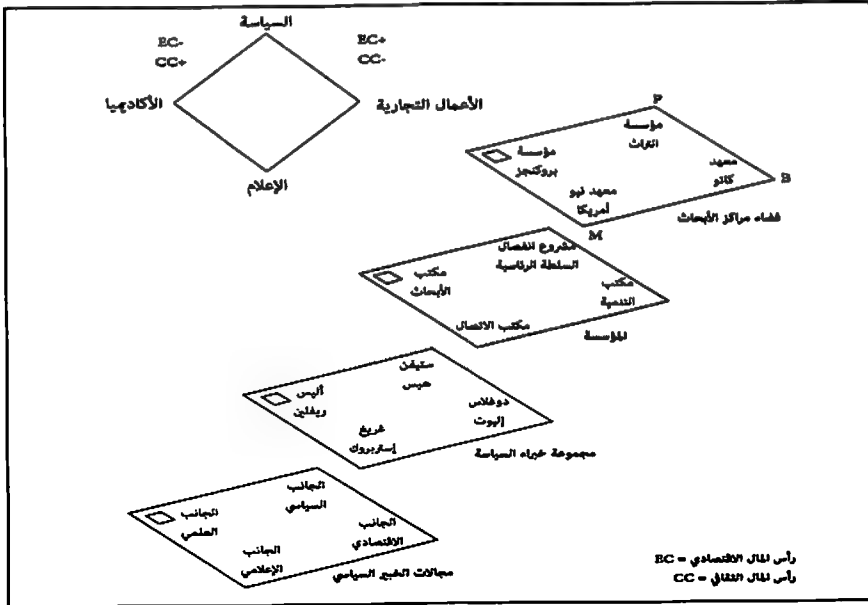 السياسة
EC-
CC+
EC+
CC-
الأكاديميا
الأعمال التجارية
الإعلام
P
مؤسسة
التراث
مؤسسة
بروكنجز
معهد
كاتو
B
معهد نيو
أمريكا
M
فضاء مراكز الأبحاث
مشروع انفصال
السلطة الرئاسية
مكتب
الأبحاث
مكتب
التنمية
مكتب الاتصال
المؤسسة
ستيفن
هيس
أليس
ريفلين
دوغلاس
إليوت
غريغ
إستربروك
مجموعة خبراء السياسة
الجانب
السياسي
الجانب
العلمي
الجانب
الاقتصادي
الجانب
الإعلامي
مجالات الخبير السياسي
رأس المال الاقتصادي = EC
رأس المال الثقافي = CC